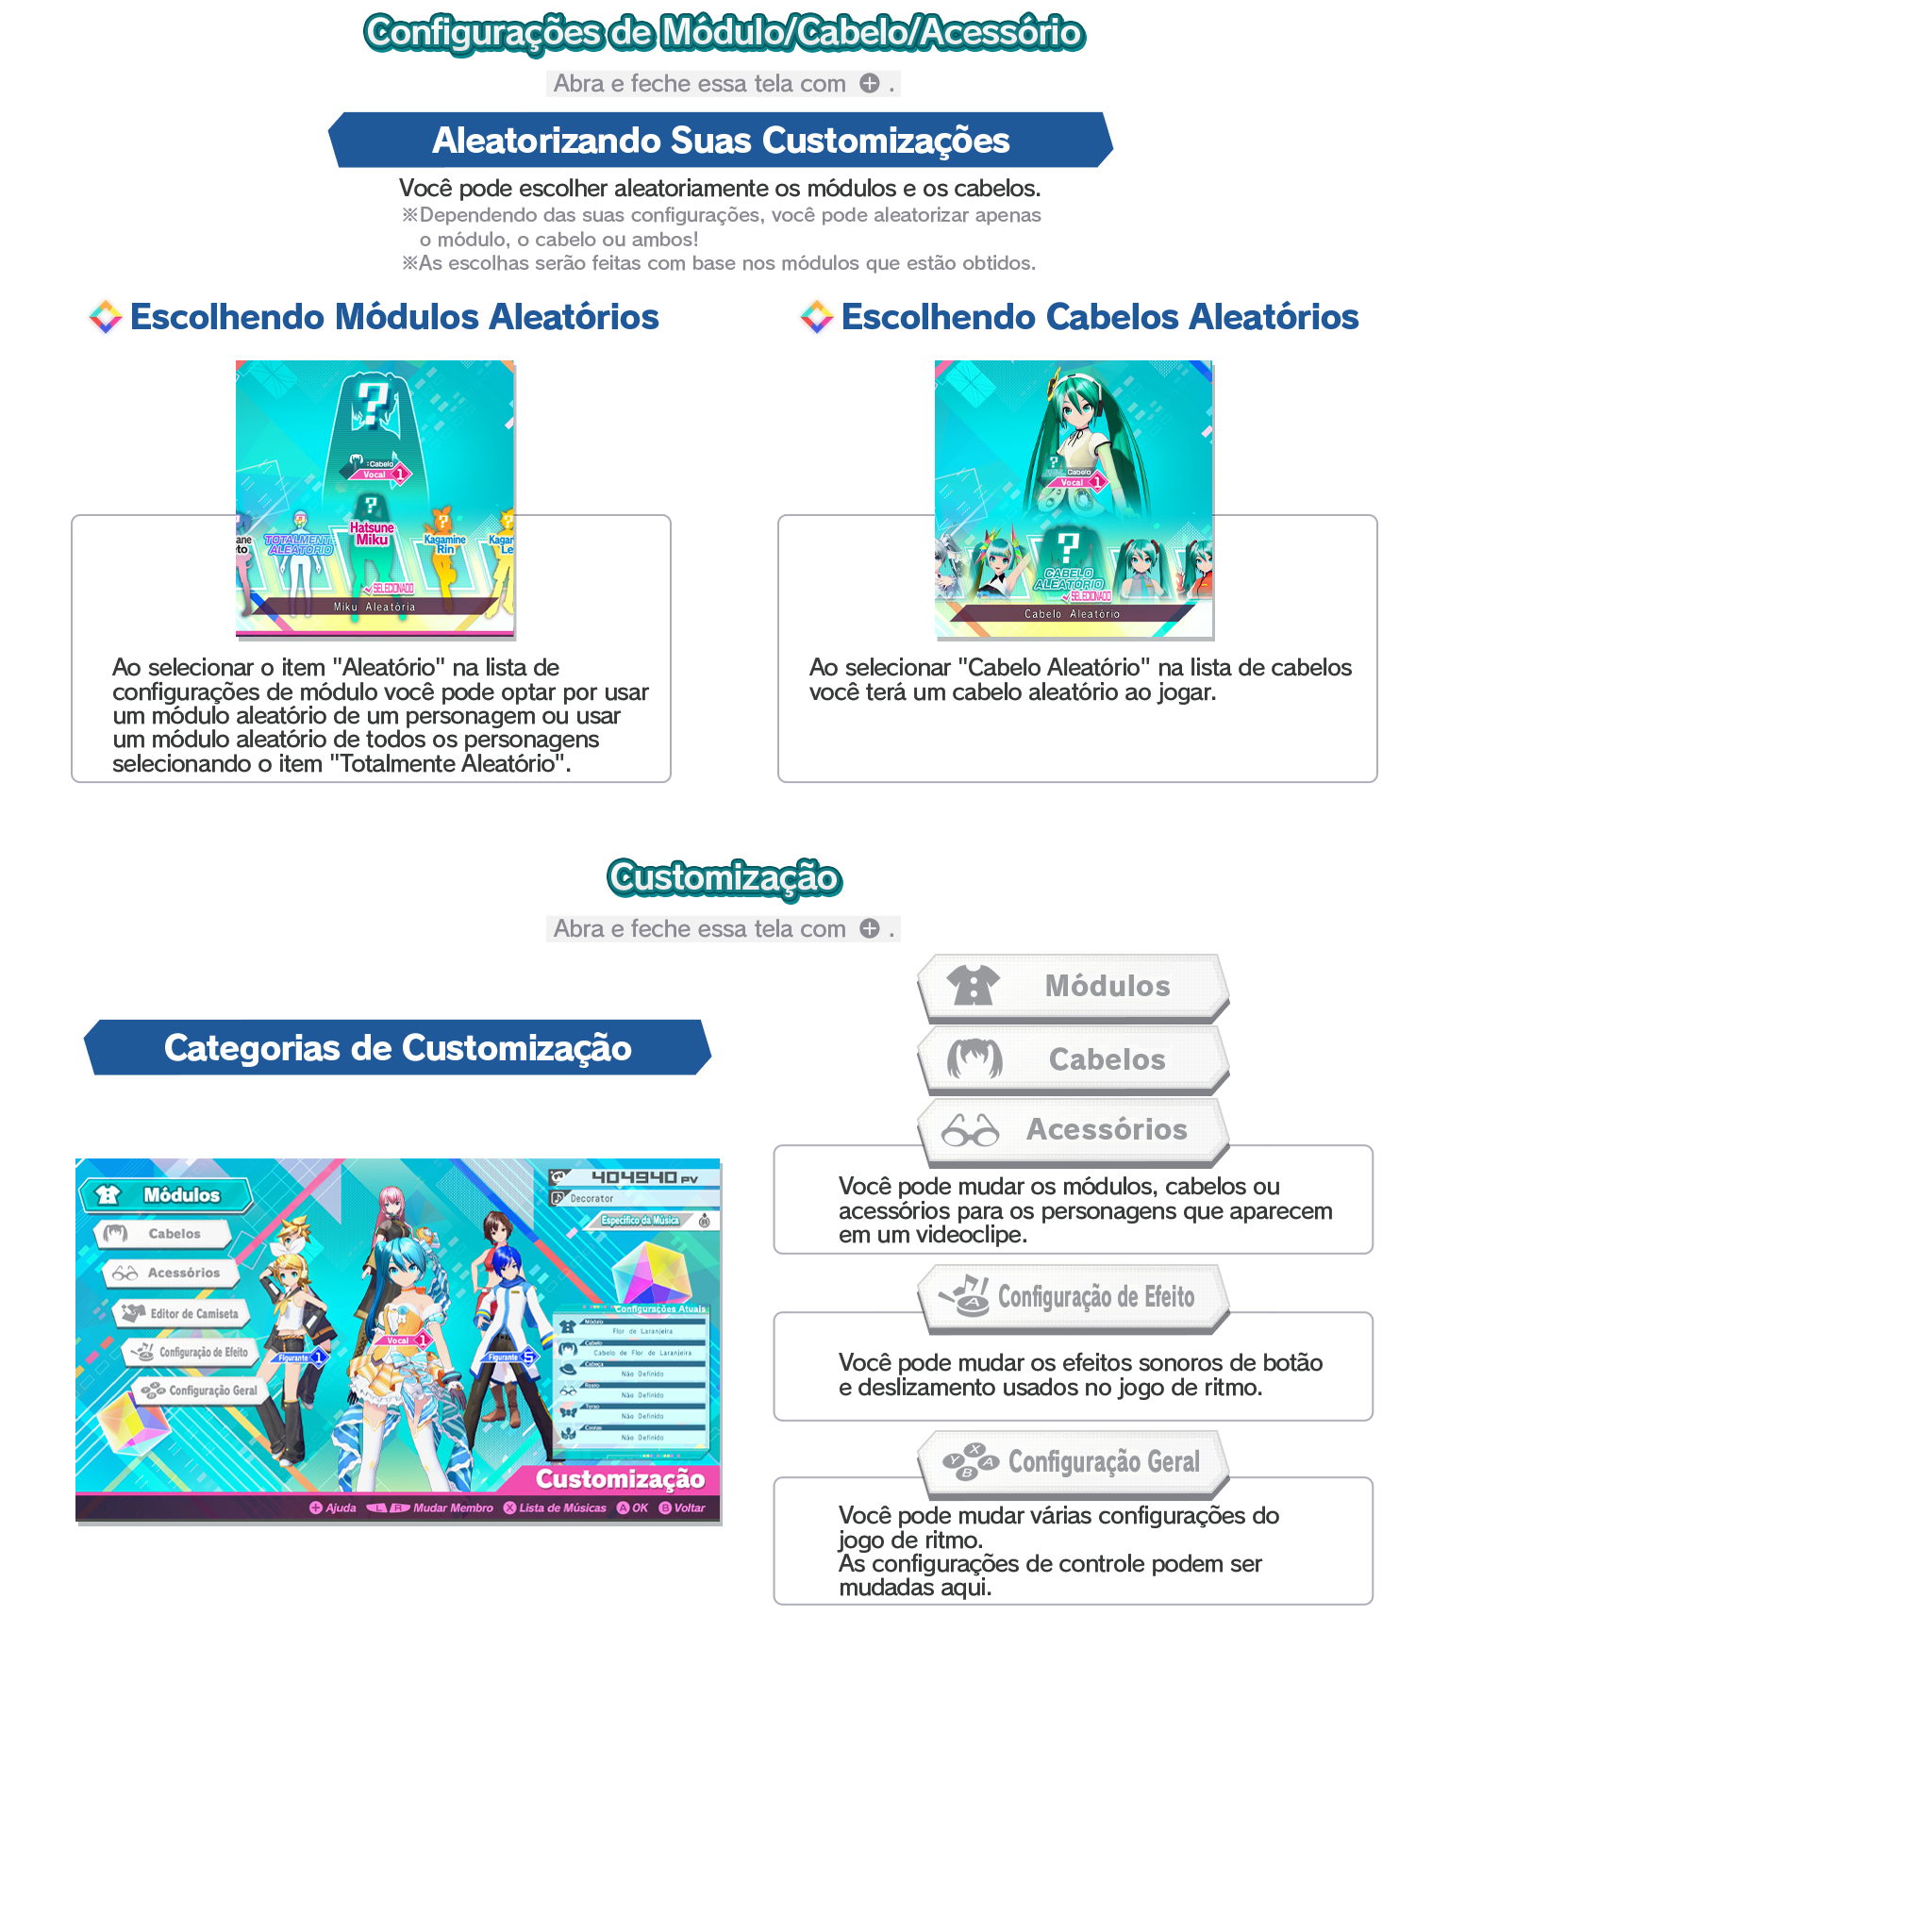 Configurações de Módulo/Cabelo/Acessório
Abra e feche essa tela com ⊕ .
Aleatorizando Suas Customizações
Você pode escolher aleatoriamente os módulos e os cabelos.
※Dependendo das suas configurações, você pode aleatorizar apenas
o módulo, o cabelo ou ambos!
※As escolhas serão feitas com base nos módulos que estão obtidos.
Escolhendo Módulos Aleatórios
?
:Cabelo
Vocal 1
?
Hatsune
Miku
TOTALMENT
ALEATÓRIO
Kagamine
Rin
SELECIONADO
Miku Aleatória
Ao selecionar o item "Aleatório" na lista de
configurações de módulo você pode optar por usar
um módulo aleatório de um personagem ou usar
um módulo aleatório de todos os personagens
selecionando o item "Totalmente Aleatório".
Escolhendo Cabelos Aleatórios
?
Cabelo
Vocal 1
?
CABELO
ALEATÓRIO
SELECIONADO
Cabelo Aleatório
Ao selecionar "Cabelo Aleatório" na lista de cabelos
você terá um cabelo aleatório ao jogar.
Customização
Abra e feche essa tela com ⊕ .
Categorias de Customização
Módulos
Cabelos
Acessórios
Editor de Camiseta
Configuração de Efeito
Configuração Geral
404940 PV
Decorator
Específico da Música
Figurante 1
Vocal 1
Figurante 5
Configurações Atuais
Módulo
Flor de Laranjeira
Cabelo
Cabelo de Flor de Laranjeira
Cabeça
Não Definido
Rosto
Não Definido
Torso
Não Definido
Costas
Não Definido
Customização
Ajuda L / R Mudar Membro X Lista de Músicas A OK B Voltar
Módulos
Cabelos
Acessórios
Você pode mudar os módulos, cabelos ou
acessórios para os personagens que aparecem
em um videoclipe.
Configuração de Efeito
Você pode mudar os efeitos sonoros de botão
e deslizamento usados no jogo de ritmo.
Configuração Geral
Você pode mudar várias configurações do
jogo de ritmo.
As configurações de controle podem ser
mudadas aqui.